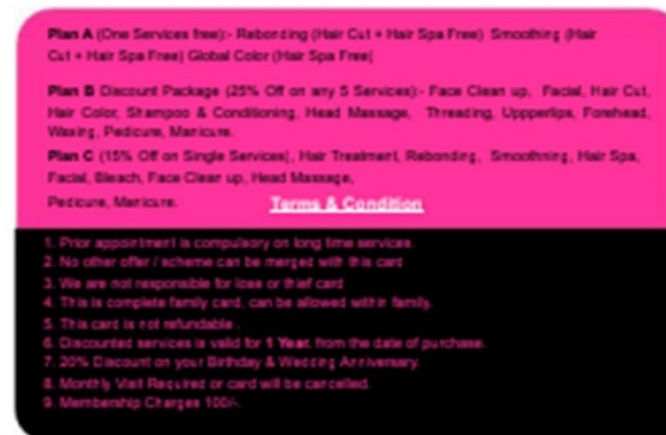 Plan A (One Services free):- Rebonding (Hair Cut + Hair Spa Free) Smoothing (Hair
Cut + Hair Spa Free) Global Color (Hair Spa Free)
Plan B Discount Package (25% Off on any 5 Services):- Face Clean up, Facial, Hair Cut,
Hair Color, Shampoo & Conditioning, Head Massage, Threading, Uppperlips, Forehead,
Waxing, Pedicure, Manicure.
Plan C (15% Off on Single Services), Hair Treatment, Rebonding, Smoothning, Hair Spa,
Facial, Bleach, Face Clean up, Head Massage,
Pedicure, Manicure.
Terms & Condition
1. Prior appointment is compulsory on long time services.
2. No other offer / scheme can be merged with this card
3. We are not responsible for lose or thief card
4. This is complete family card, can be allowed within family.
5. This card is not refundable .
6. Discounted services is valid for 1 Year. from the date of purchase.
7. 20% Discount on your Birthday & Wedding Anniversary.
8. Monthly Visit Required or card will be cancelled.
9. Membership Charges 100/-.